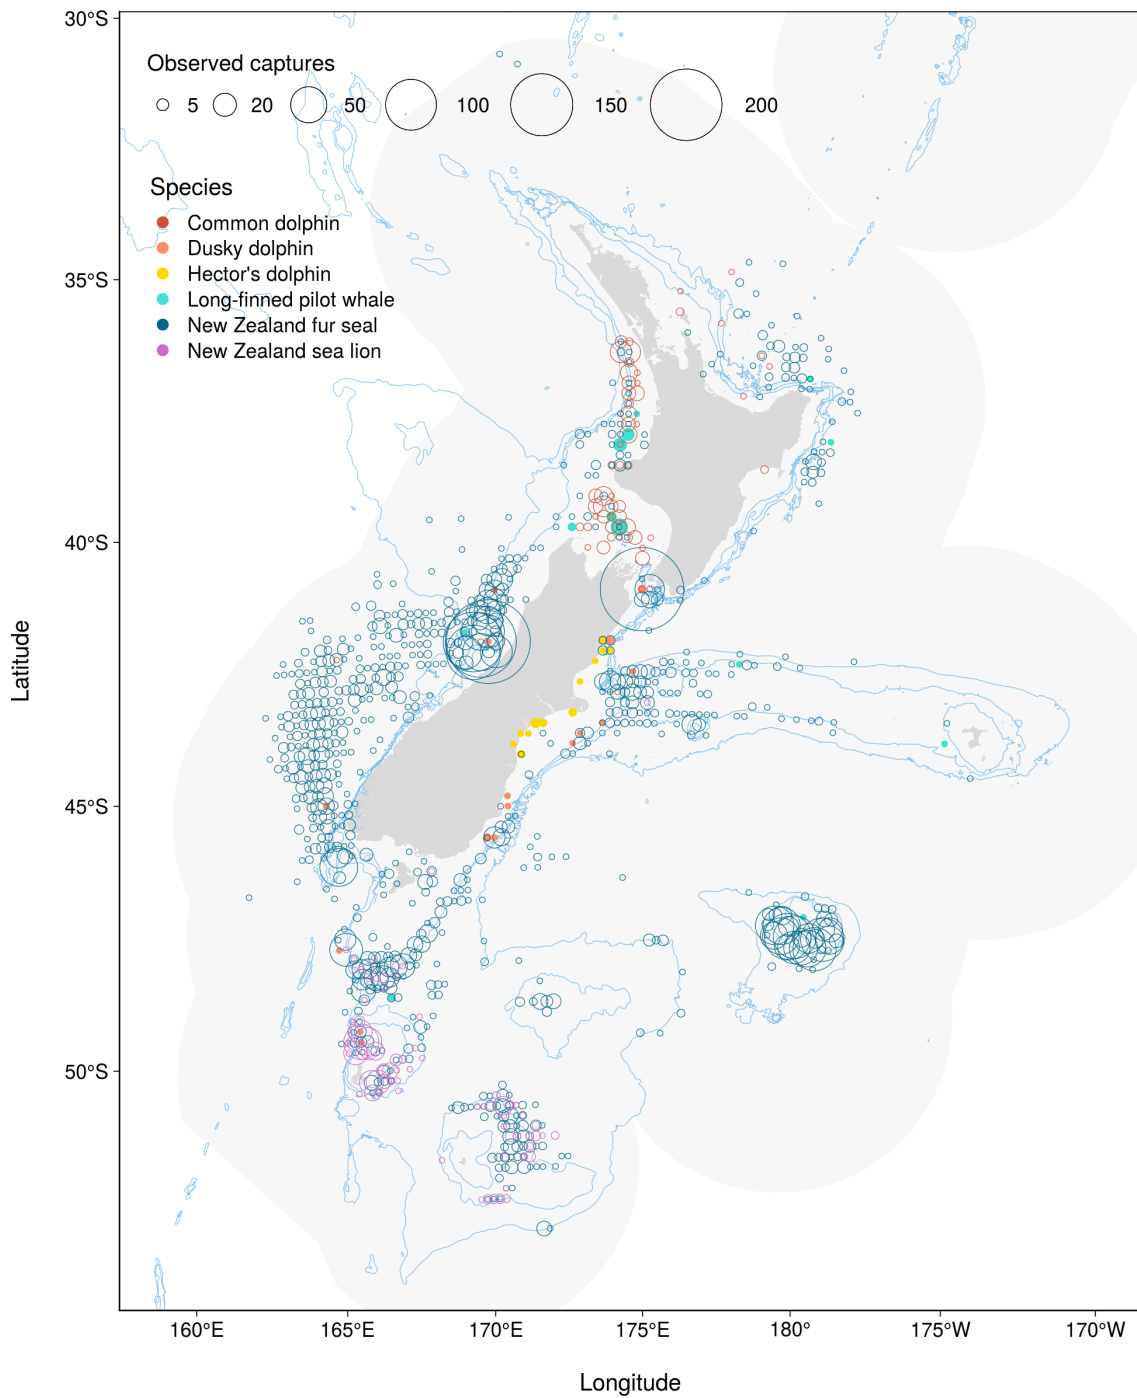 30°S
Observed captures
5 20 50 100 150 200
Species
Common dolphin
Dusky dolphin
Hector's dolphin
Long-finned pilot whale
New Zealand fur seal
New Zealand sea lion
35°S
40°S
45°S
50°S
Latitude
160°E 165°E 170°E 175°E 180° 175°W 170°W
Longitude